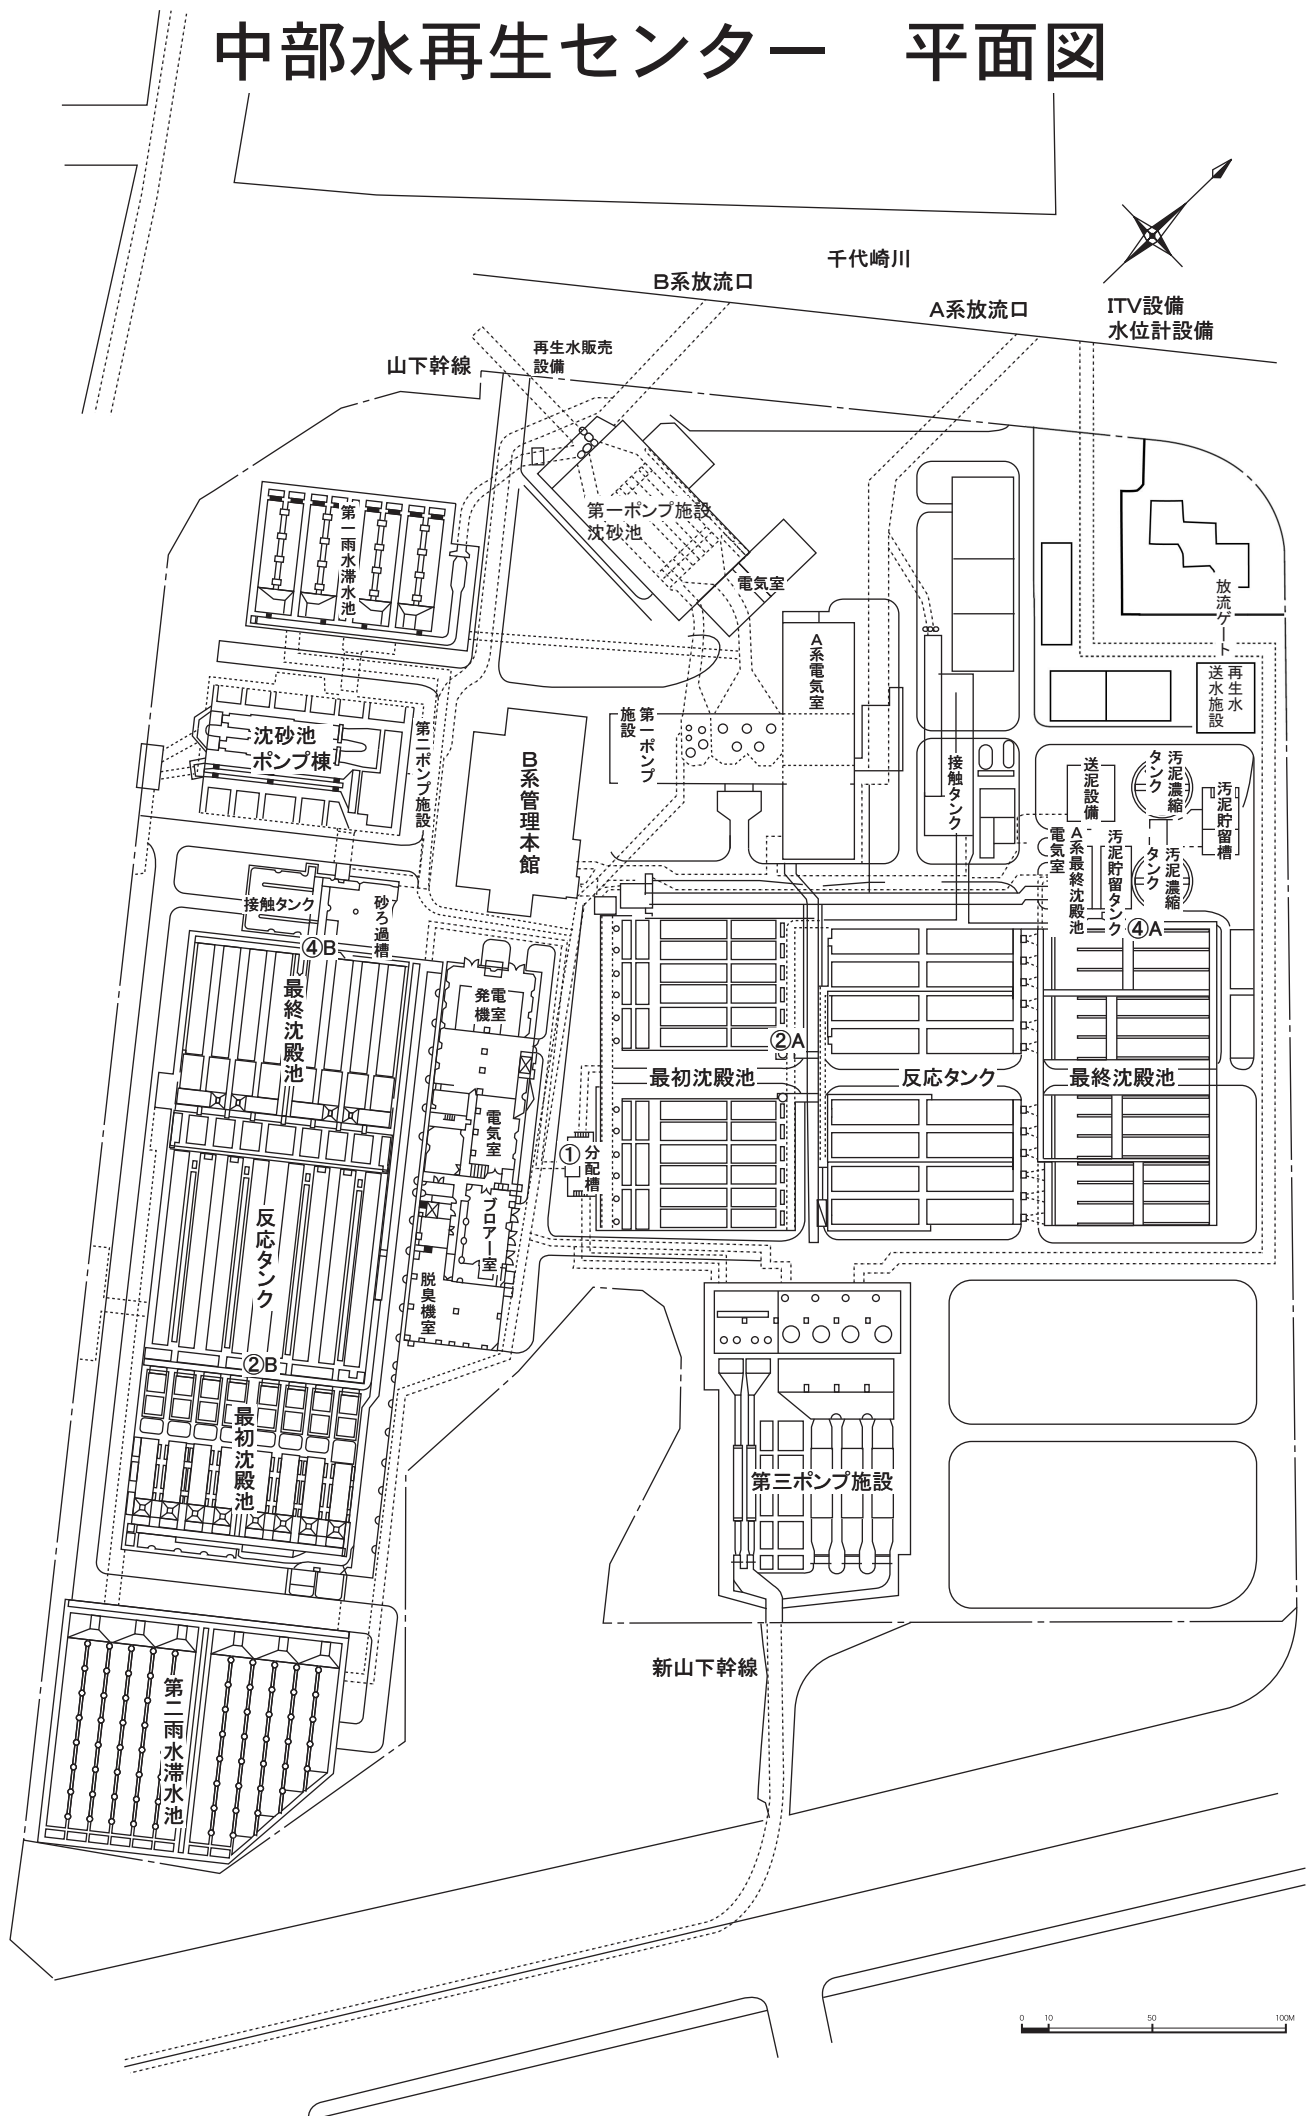 中部水再生センター　平面図
千代崎川
B系放流口
A系放流口
ITV設備
水位計設備
再生水販売
設備
山下幹線
第一ポンプ施設
沈砂池
第一雨水滞水池
電気室
放流ゲート
A系電気室
再生水
送水施設
第一ポンプ
施設
第二ポンプ施設
沈砂池
ポンプ棟
B系管理本館
接触タンク
送泥設備
汚泥濃縮
タンク
汚泥貯留槽
A系最終沈殿池
電気室
汚泥貯留タンク
汚泥濃縮
タンク
接触タンク
砂ろ過槽
④B
④A
最終沈殿池
発電
機室
②A
最初沈殿池
反応タンク
最終沈殿池
電気室
①
分配槽
ブロアー室
反応タンク
脱臭機室
②B
最初沈殿池
第三ポンプ施設
新山下幹線
第二雨水滞水池
0 10 50 100M